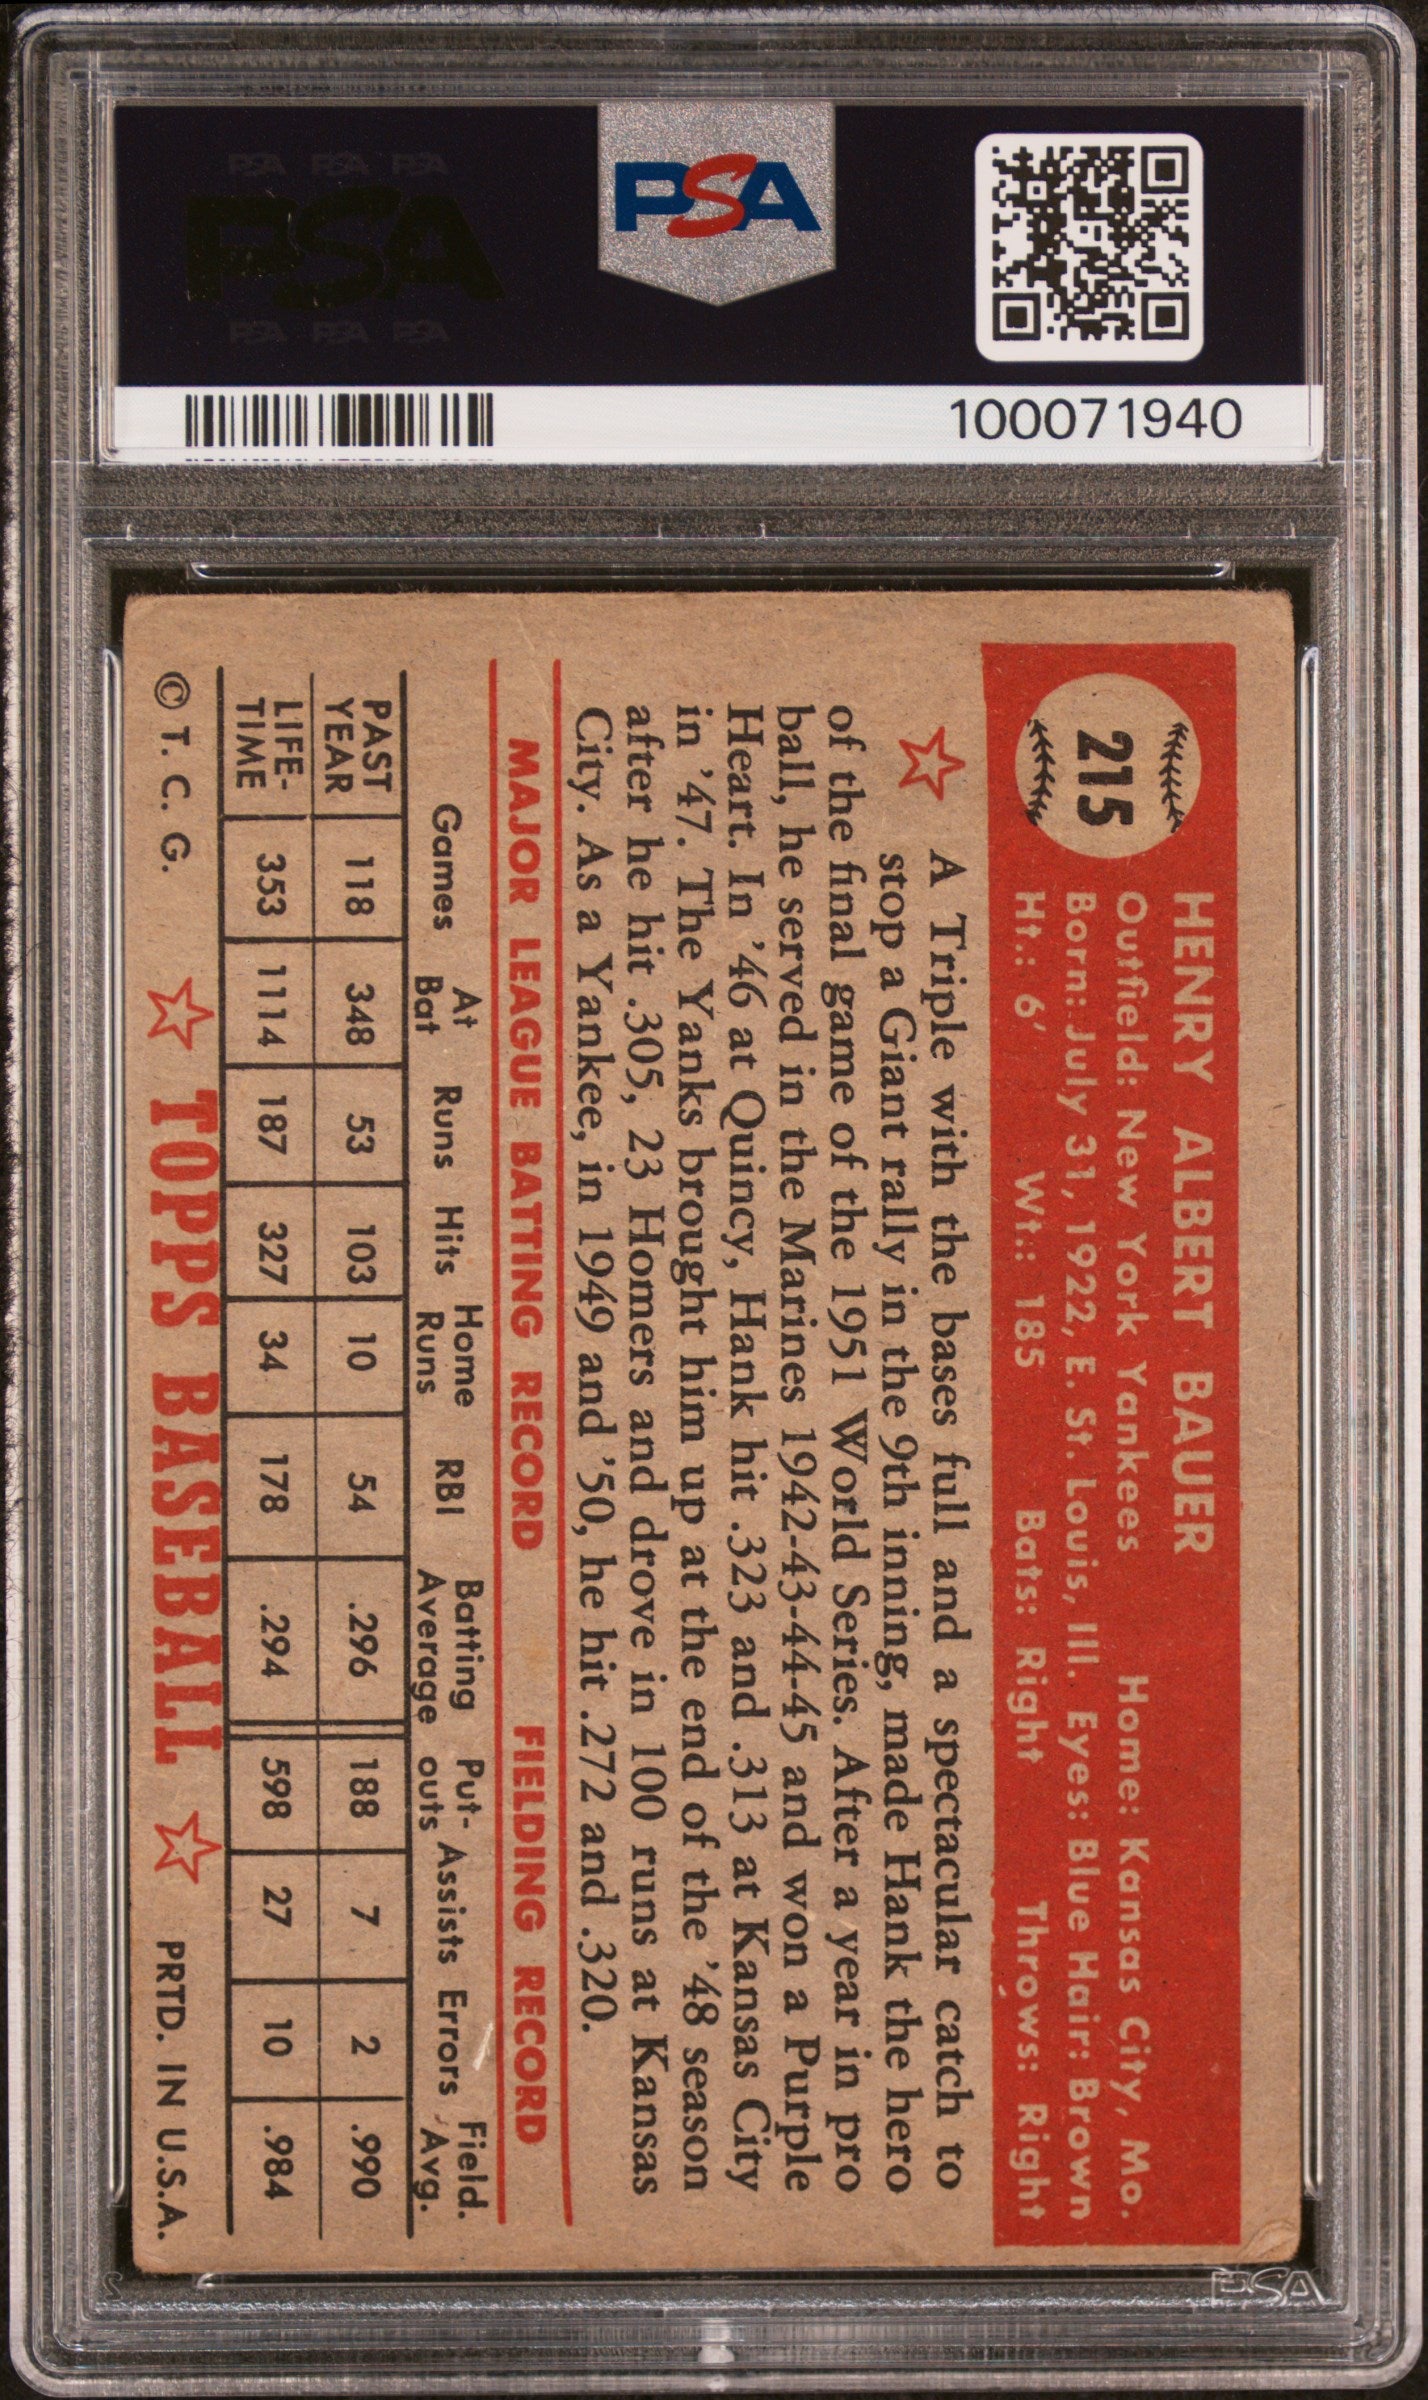 PSA PSA PSA
PSA
PSA PSA PSA
PSA
100071940
215
HENRY ALBERT BAUER
Outfield: New York Yankees Home: Kansas City, Mo.
Born: July 31, 1922, E. St. Louis, Ill. Eyes: Blue Hair: Brown
Ht.: 6' Wt.: 185 Bats: Right Throws: Right
A Triple with the bases full and a spectacular catch to
stop a Giant rally in the 9th inning, made Hank the hero
of the final game of the 1951 World Series. After a year in pro
ball, he served in the Marines 1942-43-44-45 and won a Purple
Heart. In '46 at Quincy, Hank hit .323 and .313 at Kansas City
in '47. The Yanks brought him up at the end of the '48 season
after he hit .305, 23 Homers and drove in 100 runs at Kansas
City. As a Yankee, in 1949 and '50, he hit .272 and .320.
MAJOR LEAGUE BATTING RECORD FIELDING RECORD
Games At Bat Runs Hits Home Runs RBI Batting Average Put-outs Assists Errors Field. Avg.
PAST YEAR 118 348 53 103 10 54 .296 188 7 2 .990
LIFE-TIME 353 1114 187 327 34 178 .294 598 27 10 .984
© T. C. G. TOPPS BASEBALL PRTD. IN U.S.A.
PSA